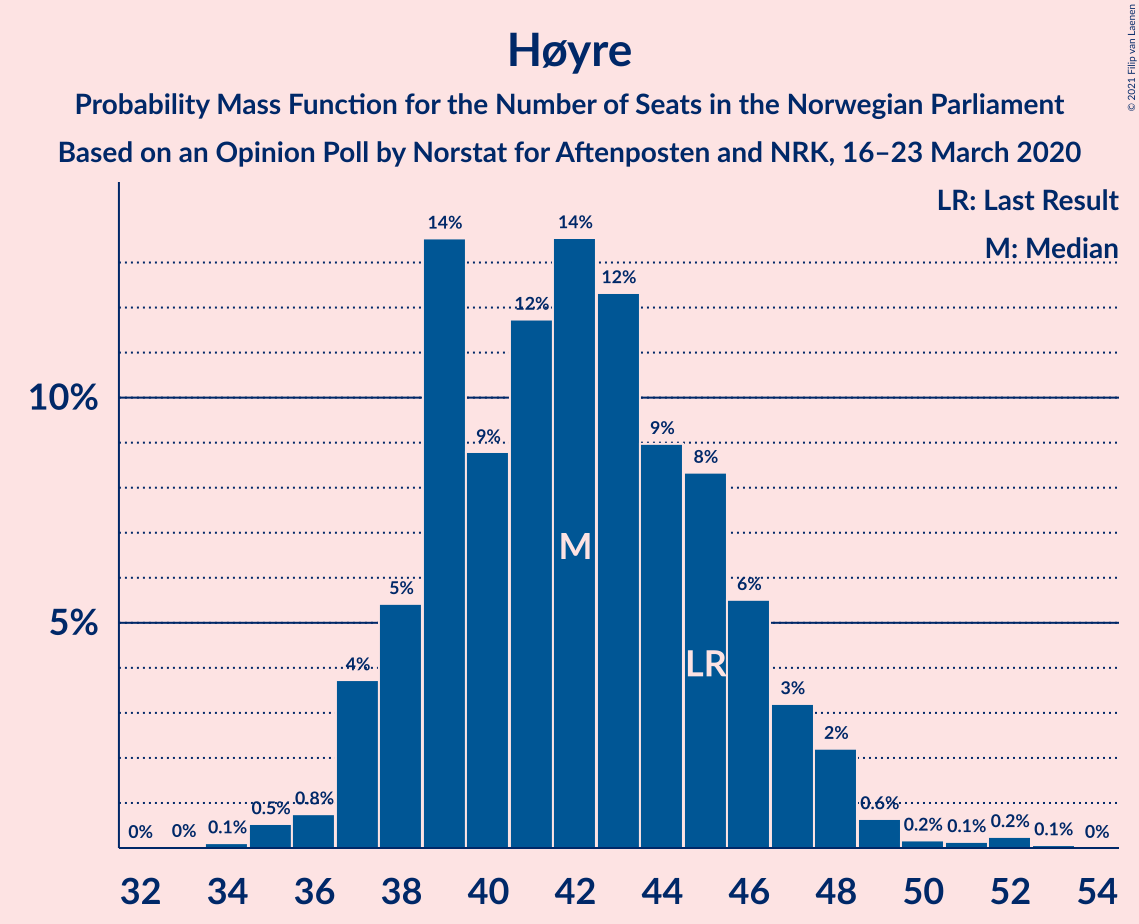 Høyre
Probability Mass Function for the Number of Seats in the Norwegian Parliament
Based on an Opinion Poll by Norstat for Aftenposten and NRK, 16–23 March 2020
© 2021 Filip van Laenen
LR: Last Result
M: Median
14% 14%
12%
12%
10%
9% 9%
8%
M
5% 6%
5%
4% LR
3%
2%
0% 0% 0.1% 0.5% 0.8% 0.6% 0.2% 0.1% 0.2% 0.1% 0%
32 34 36 38 40 42 44 46 48 50 52 54